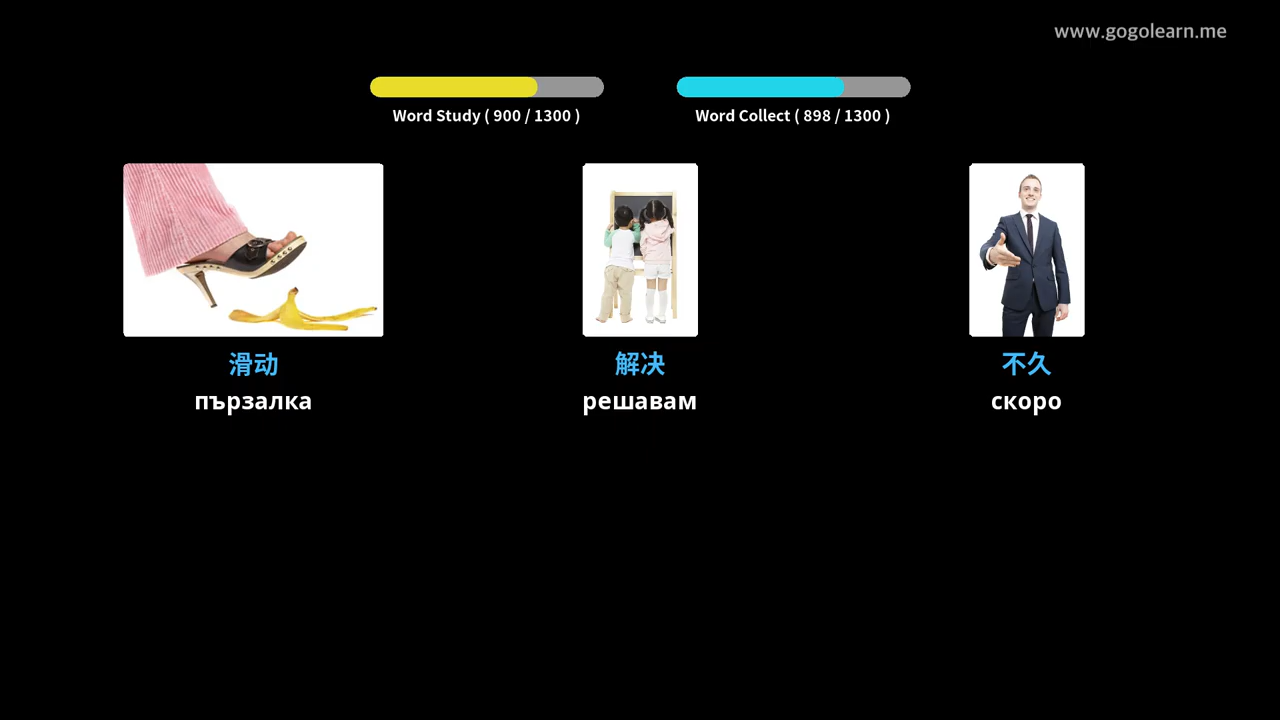 www.gogolearn.me
Word Study ( 900 / 1300 )
Word Collect ( 898 / 1300 )
滑动
解决
不久
пързалка
решавам
скоро